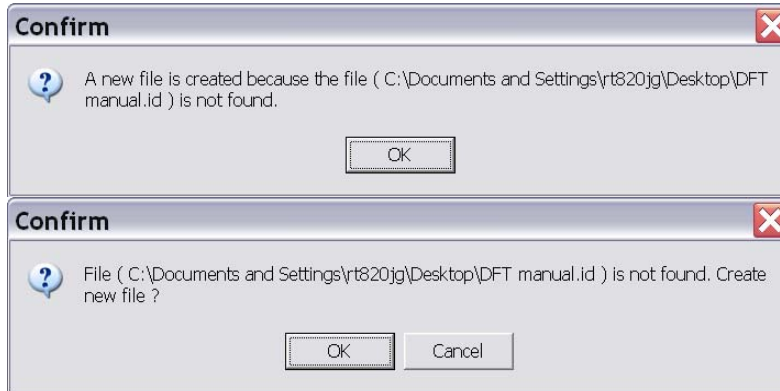 Confirm
A new file is created because the file ( C:\Documents and Settings\rt820jg\Desktop\DFT
manual.id ) is not found.
OK
Confirm
File ( C:\Documents and Settings\rt820jg\Desktop\DFT manual.id ) is not found. Create
new file ?
OK Cancel